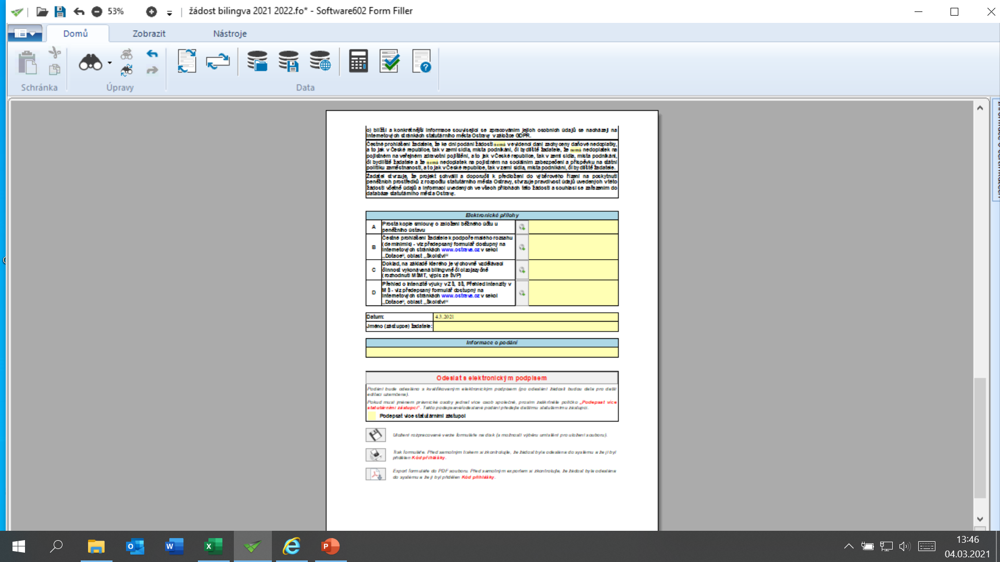 53%
žádost bilingva 2021 2022.fo* - Software602 Form Filler
Domů
Zobrazit
Nástroje
Schránka
Úpravy
Data
o) bližší a konkrétnější informace související se zpracováním jejich osobních údajů se nacházejí na
internetových stránkách statutárního města Ostravy v záložce GDPR.
Čestné prohlášení žadatele, že ke dni podání žádosti nemá v evidenci daní zachyceny daňové nedoplatky,
a to jak v České republice, tak v zemi sídla, místa podnikání, či bydliště žadatele, že nemá nedoplatek na
pojistném na veřejném zdravotní pojištění, a to jak v České republice, tak v zemi sídla, místa podnikání,
či bydliště žadatele a že nemá nedoplatek na pojistném na sociálním zabezpečení a příspěvku na státní
politiku zaměstnanosti, a to jak v České republice, tak v zemi sídla, místa podnikání, či bydliště žadatele.
Žadatel stvrzuje, že projekt schválil a doporučil k předložení do výběrového řízení na poskytnutí
peněžních prostředků z rozpočtu statutárního města Ostravy, stvrzuje pravdivost údajů uvedených v této
žádosti včetně údajů a informací uvedených ve všech přílohách této žádosti a souhlasí se zařazením do
databáze statutárního města Ostravy.
Elektronické přílohy
A
Prostá kopie smlouvy o založení běžného účtu u
peněžního ústavu
B
Čestné prohlášení žadatele k podpoře malého rozsahu
(de minimis) - viz předepsaný formulář dostupný na
internetových stránkách www.ostrava.cz v sekci
„Dotace“, oblast „Školství“
C
Doklad, na základě kterého je výchovně vzdělávací
činnost vykonávaná bilingvně či cizojazyčně
(rozhodnutí MŠMT, výpis ze ŠVP)
D
Přehled o intenzitě výuky v ZŠ, SŠ, Přehled intenzity v
MŠ - viz předepsaný formulář dostupný na
internetových stránkách www.ostrava.cz v sekci
„Dotace“, oblast „Školství“
Datum: 4.3.2021
Jméno (zástupce) žadatele:
Informace o podání
Odeslat s elektronickým podpisem
Podání bude odesláno s kvalifikovaným elektronickým podpisem (po odeslání žádosti budou data pro další
editaci uzamčena).
Pokud musí jménem právnické osoby jednat více osob společně, prosím zaškrtněte políčko „Podepsat více
statutárními zástupci“. Takto podepsané/odeslané podání předejte dalšímu statutárnímu zástupci.
Podepsat více statutárními zástupci
Uložení rozpracované verze formuláře na disk (s možností výběru umístění pro uložení souboru).
Tisk formuláře. Před samotným tiskem si zkontrolujte, že žádost byla odeslána do systému a že jí byl
přidělen Kód přihlášky.
Export formuláře do PDF souboru. Před samotným exportem si zkontrolujte, že žádost byla odeslána
do systému a že jí byl přidělen Kód přihlášky.
13:46
04.03.2021